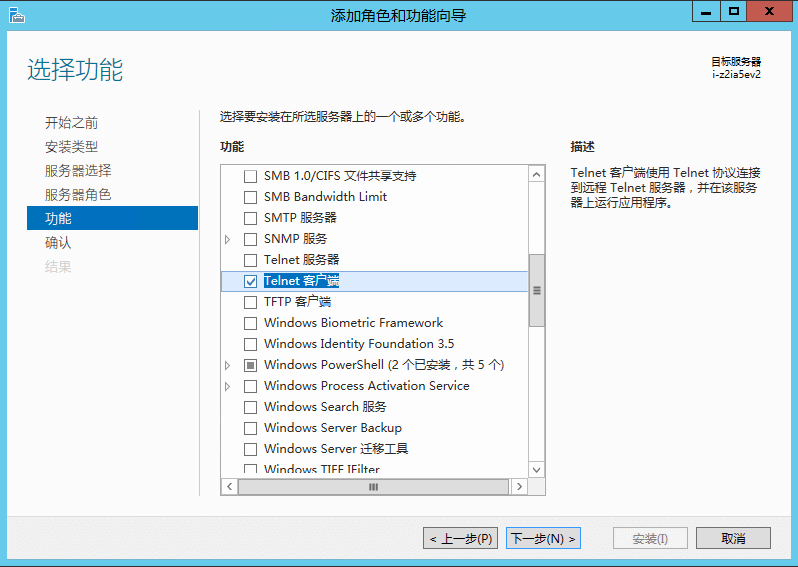 添加角色和功能向导
选择功能
目标服务器
i-z2ia5ev2
开始之前
安装类型
服务器选择
服务器角色
功能
确认
结果
选择要安装在所选服务器上的一个或多个功能。
功能
SMB 1.0/CIFS 文件共享支持
SMB Bandwidth Limit
SMTP 服务器
SNMP 服务
Telnet 服务器
Telnet 客户端
TFTP 客户端
Windows Biometric Framework
Windows Identity Foundation 3.5
Windows PowerShell (2 个已安装，共 5 个)
Windows Process Activation Service
Windows Search 服务
Windows Server Backup
Windows Server 迁移工具
Windows TIFF IFilter
描述
Telnet 客户端使用 Telnet 协议连接
到远程 Telnet 服务器，并在该服务
器上运行应用程序。
< 上一步(P)
下一步(N) >
安装(I)
取消